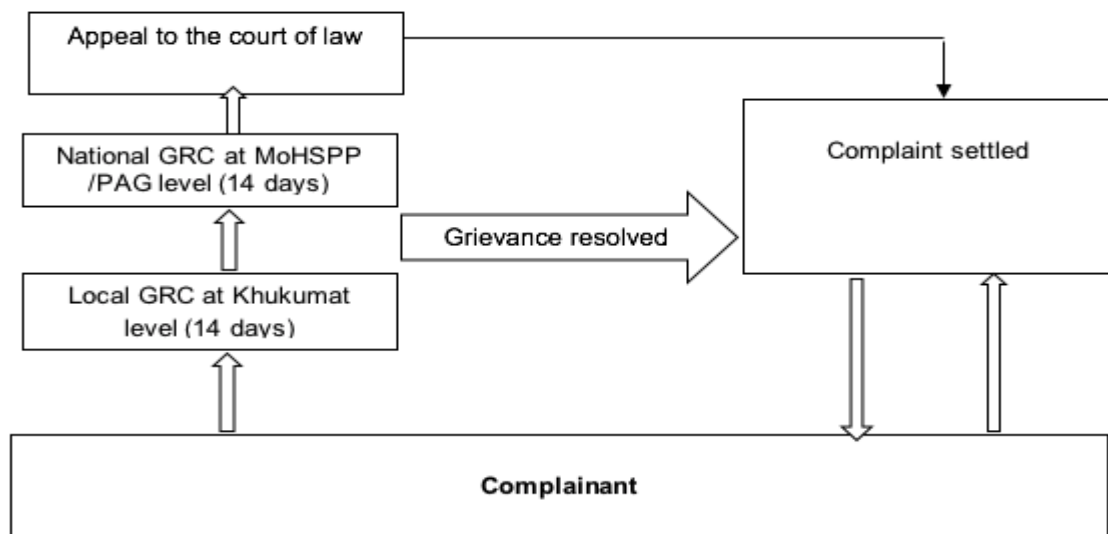 Appeal to the court of law
National GRC at MoHSPP
/PAG level (14 days)
Complaint settled
Grievance resolved
Local GRC at Khukumat
level (14 days)
Complainant